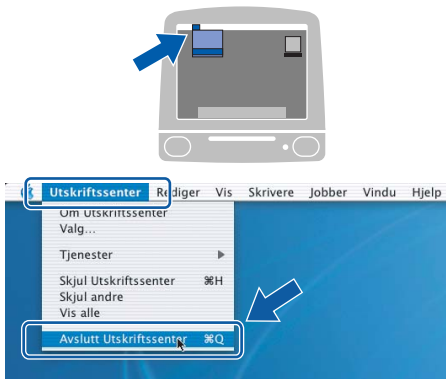 Utskriftssenter Rediger Vis Skrivere Jobber Vindu Hjelp
Om Utskriftssenter
Valg...
Tjenester
Skjul Utskriftssenter ⌘H
Skjul andre
Vis alle
Avslutt Utskriftssenter ⌘Q